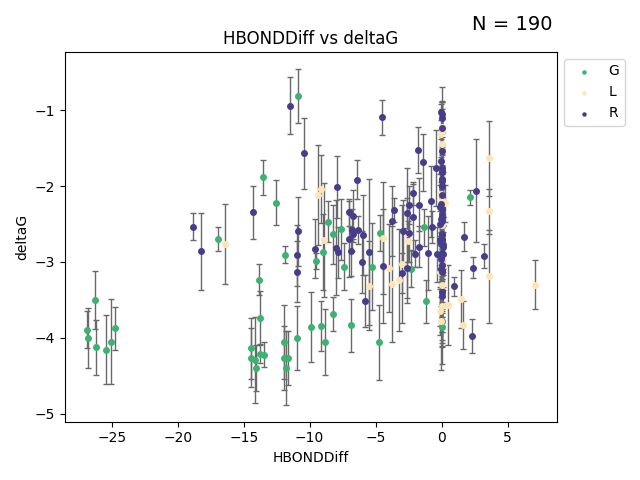 N = 190
HBONDDiff vs deltaG
G
L
R
deltaG
−1
−2
−3
−4
−5
−25
−20
−15
−10
−5
0
5
HBONDDiff